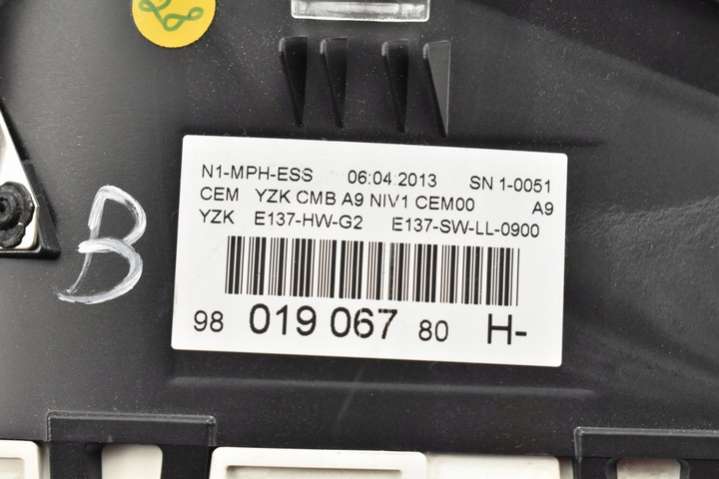 28
N1-MPH-ESS 06:04:2013 SN 1-0051
CEM YZK CMB A9 NIV1 CEM00 A9
YZK E137-HW-G2 E137-SW-LL-0900
98 019 067 80 H-
B